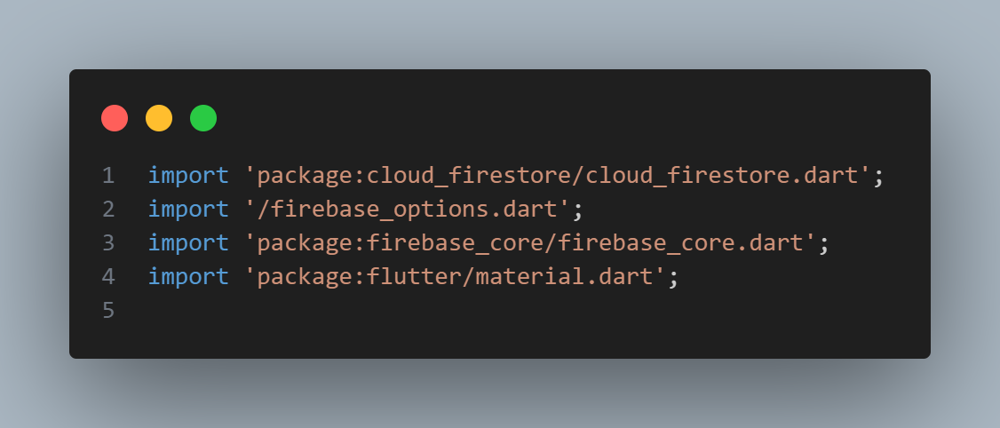 1 import 'package:cloud_firestore/cloud_firestore.dart';
2 import '/firebase_options.dart';
3 import 'package:firebase_core/firebase_core.dart';
4 import 'package:flutter/material.dart';
5